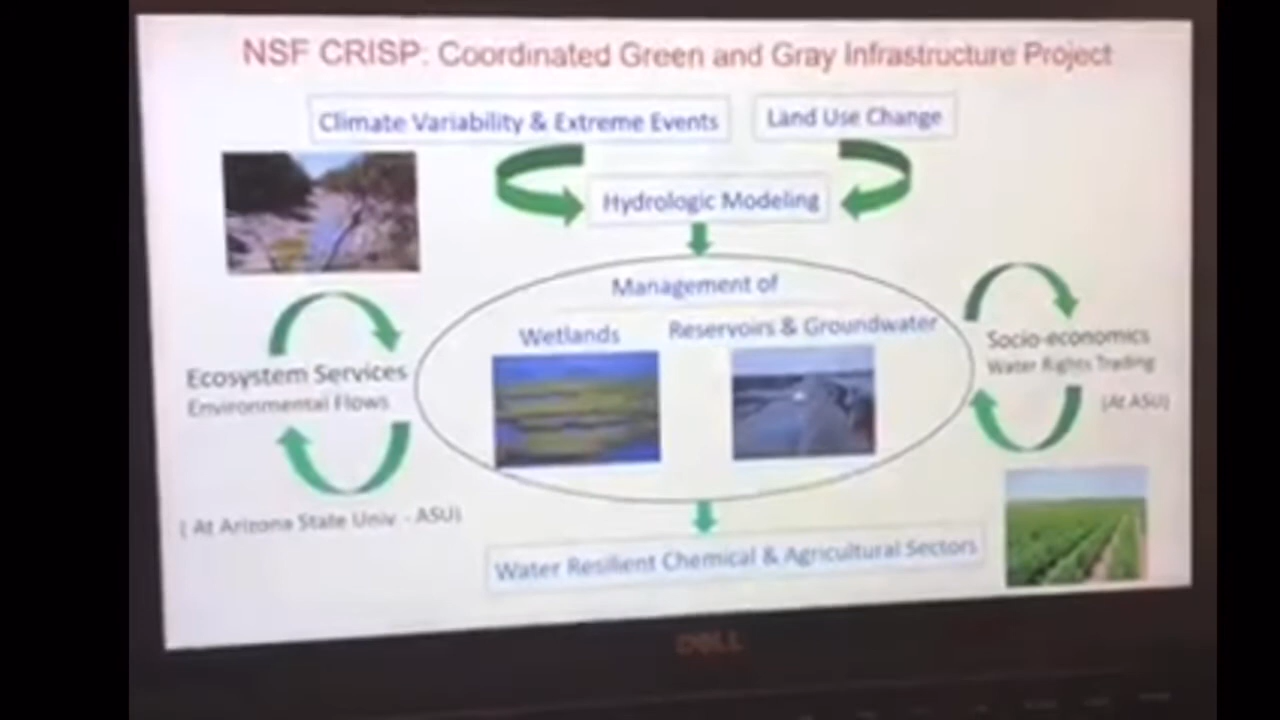 NSF CRISP: Coordinated Green and Gray Infrastructure Project
Climate Variability & Extreme Events
Land Use Change
Hydrologic Modeling
Management of
Wetlands
Reservoirs & Groundwater
Ecosystem Services
Environmental Flows
( At Arizona State Univ. - ASU)
Socio-economics
Water Rights Trading
(At ASU)
Water Resilient Chemical & Agricultural Sectors
DELL